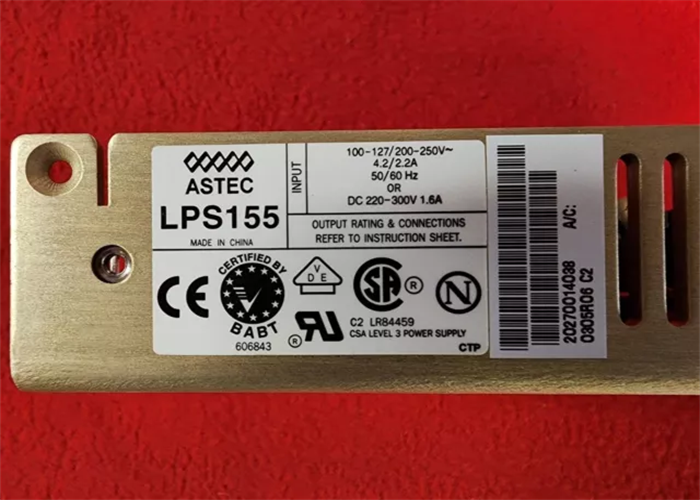 ASTEC
LPS155
MADE IN CHINA
INPUT
100-127/200-250V~
4.2/2.2A
50/60 Hz
OR
DC 220-300V 1.6A
OUTPUT RATING & CONNECTIONS
REFER TO INSTRUCTION SHEET.
CE
CERTIFIED BY
BABT
606843
VDE
SA ®
N
® UR
C2 LR84459
CSA LEVEL 3 POWER SUPPLY
CTP
A/C:
20270014038
0805R06 C2